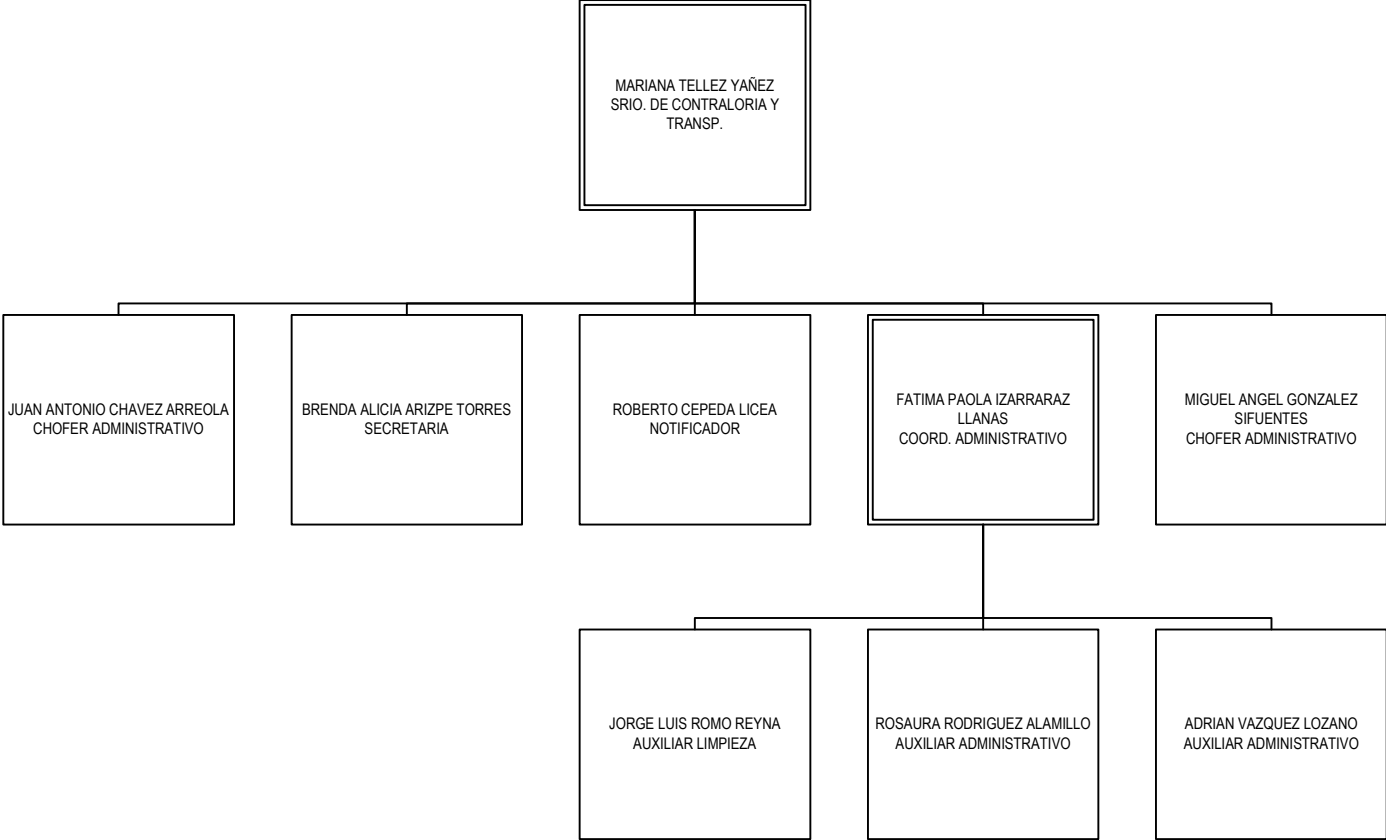 MARIANA TELLEZ YAÑEZ
SRIO. DE CONTRALORIA Y
TRANSP.
JUAN ANTONIO CHAVEZ ARREOLA
CHOFER ADMINISTRATIVO
BRENDA ALICIA ARIZPE TORRES
SECRETARIA
ROBERTO CEPEDA LICEA
NOTIFICADOR
FATIMA PAOLA IZARRARAZ
LLANAS
COORD. ADMINISTRATIVO
MIGUEL ANGEL GONZALEZ
SIFUENTES
CHOFER ADMINISTRATIVO
JORGE LUIS ROMO REYNA
AUXILIAR LIMPIEZA
ROSAURA RODRIGUEZ ALAMILLO
AUXILIAR ADMINISTRATIVO
ADRIAN VAZQUEZ LOZANO
AUXILIAR ADMINISTRATIVO